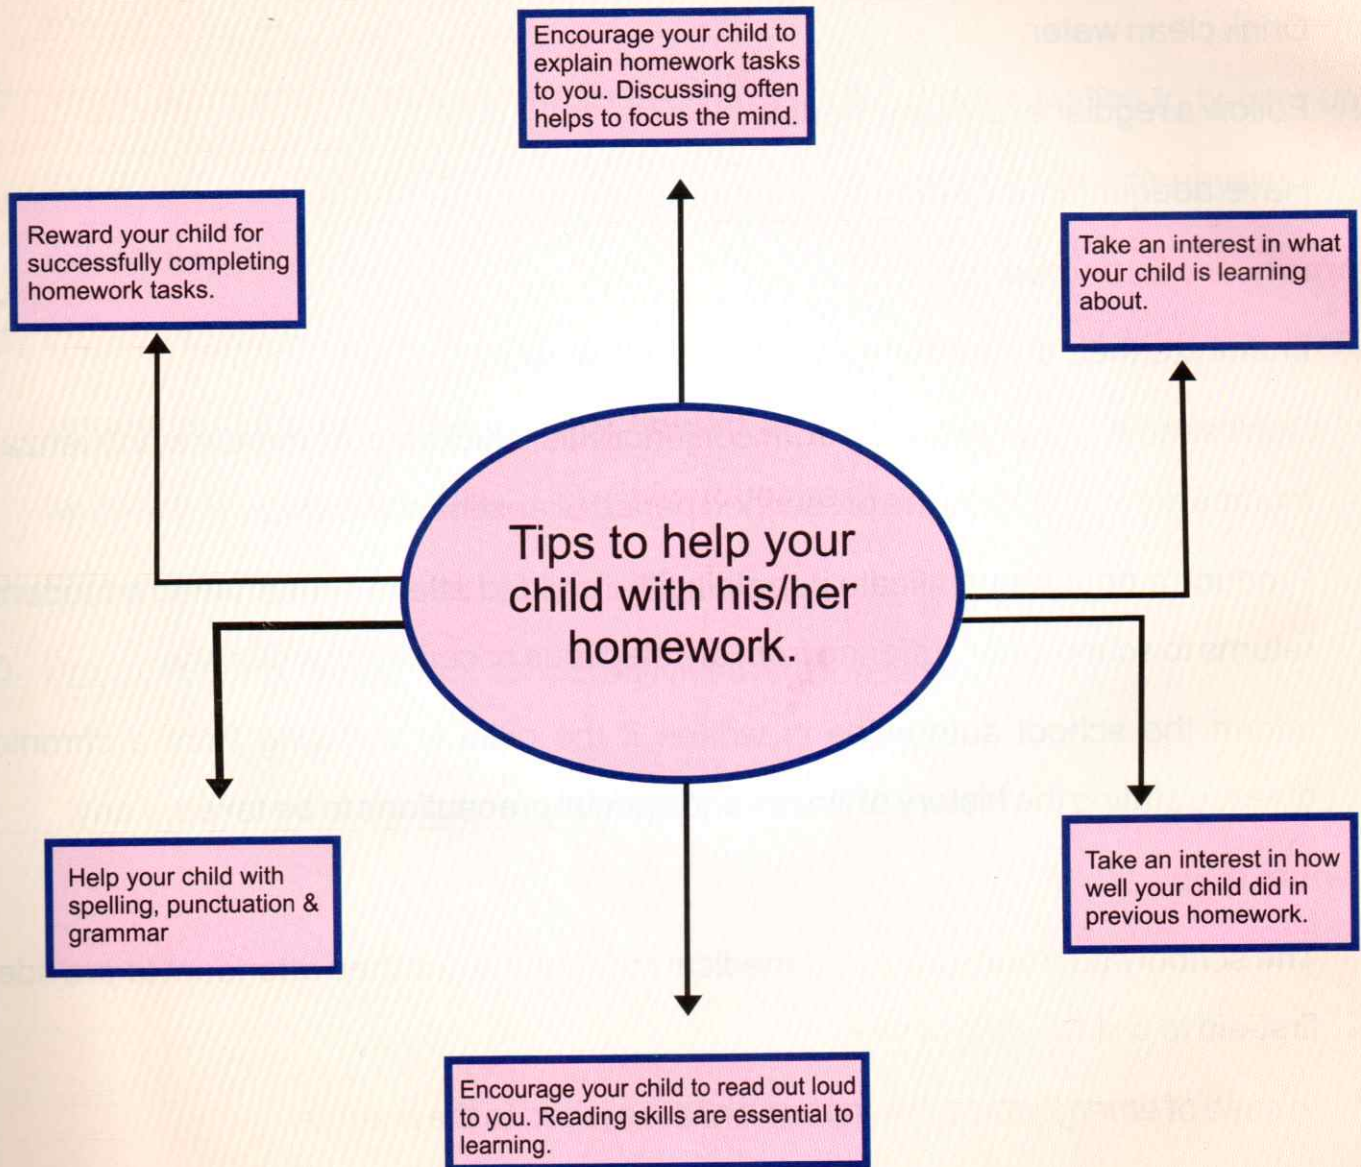 Encourage your child to
explain homework tasks
to you. Discussing often
helps to focus the mind.
Reward your child for
successfully completing
homework tasks.
Take an interest in what
your child is learning
about.
Tips to help your
child with his/her
homework.
Help your child with
spelling, punctuation &
grammar
Take an interest in how
well your child did in
previous homework.
Encourage your child to read out loud
to you. Reading skills are essential to
learning.
Drink clean water